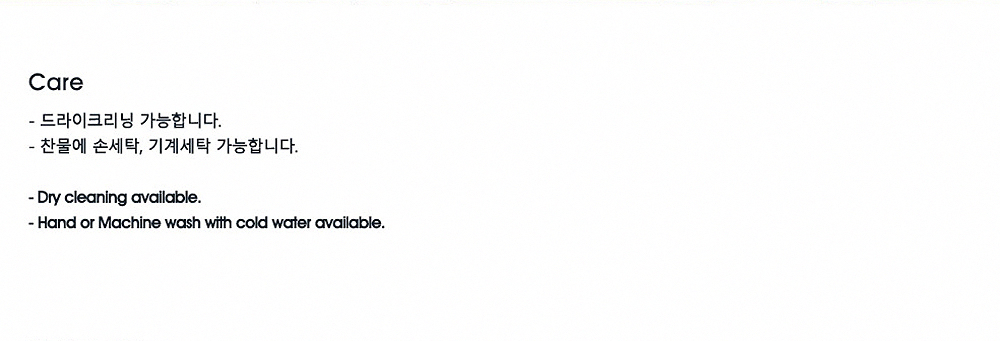 Care
- 드라이크리닝 가능합니다.
- 찬물에 손세탁, 기계세탁 가능합니다.
- Dry cleaning available.
- Hand or Machine wash with cold water available.